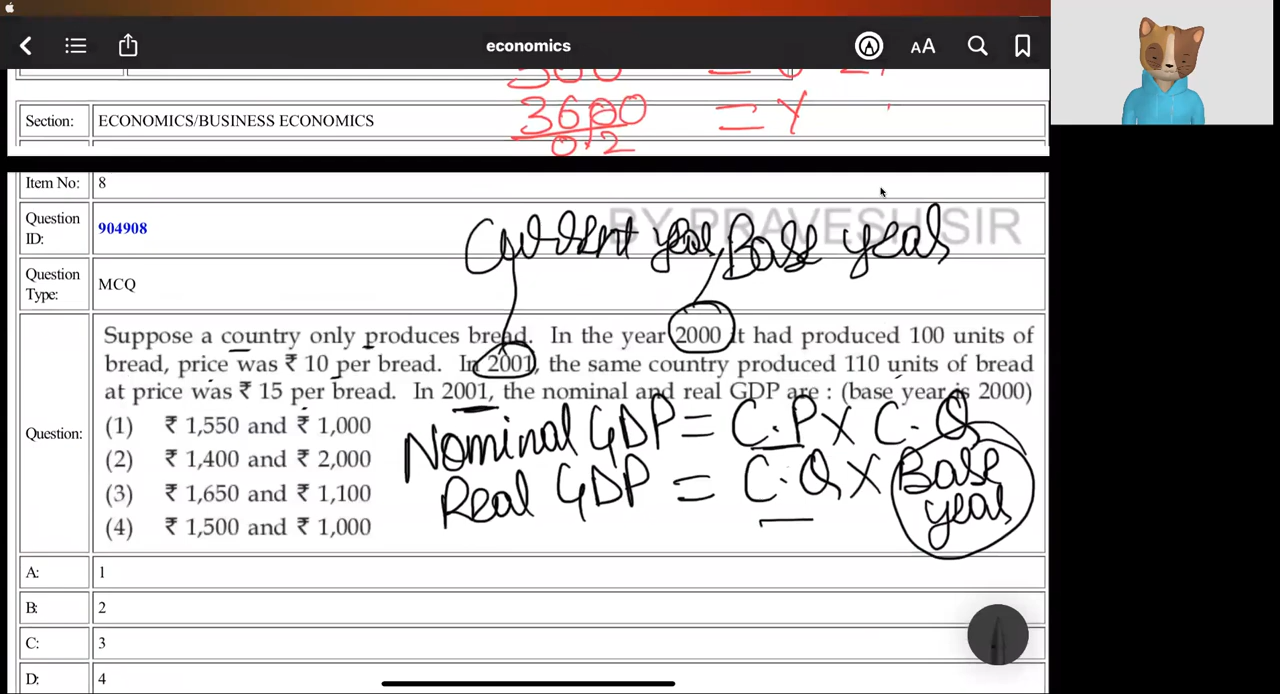 economics
AA
= Y
3600
0.2
Section: ECONOMICS/BUSINESS ECONOMICS
Item No: 8
BY PRAVESH SIR
Question ID: 904908
Current year, Base year
Question Type: MCQ
Suppose a country only produces bread. In the year 2000 it had produced 100 units of
bread, price was ₹ 10 per bread. In 2001, the same country produced 110 units of bread
at price was ₹ 15 per bread. In 2001, the nominal and real GDP are : (base year is 2000)
Question:
(1) ₹ 1,550 and ₹ 1,000
(2) ₹ 1,400 and ₹ 2,000
(3) ₹ 1,650 and ₹ 1,100
(4) ₹ 1,500 and ₹ 1,000
Nominal GDP = C.P X C.Q
Real GDP = C.Q X Base year
A: 1
B: 2
C: 3
D: 4